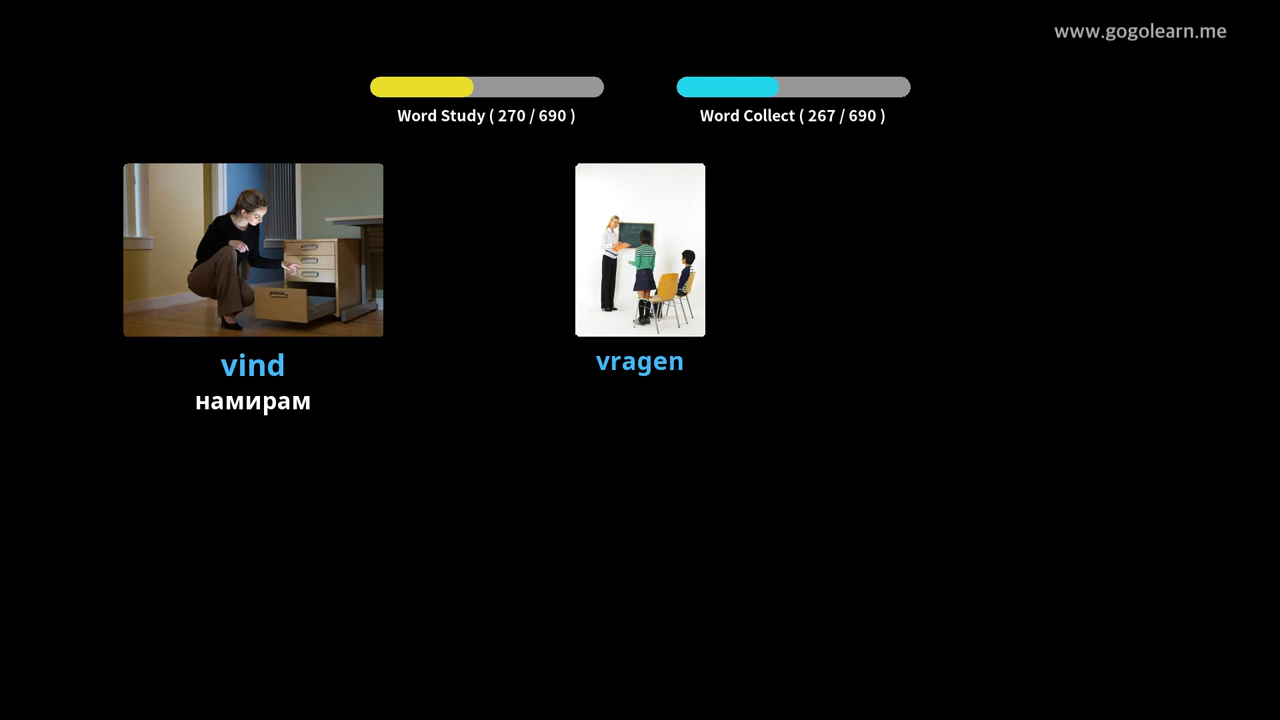 www.gogolearn.me
Word Study ( 270 / 690 )
Word Collect ( 267 / 690 )
vind
намирам
vragen